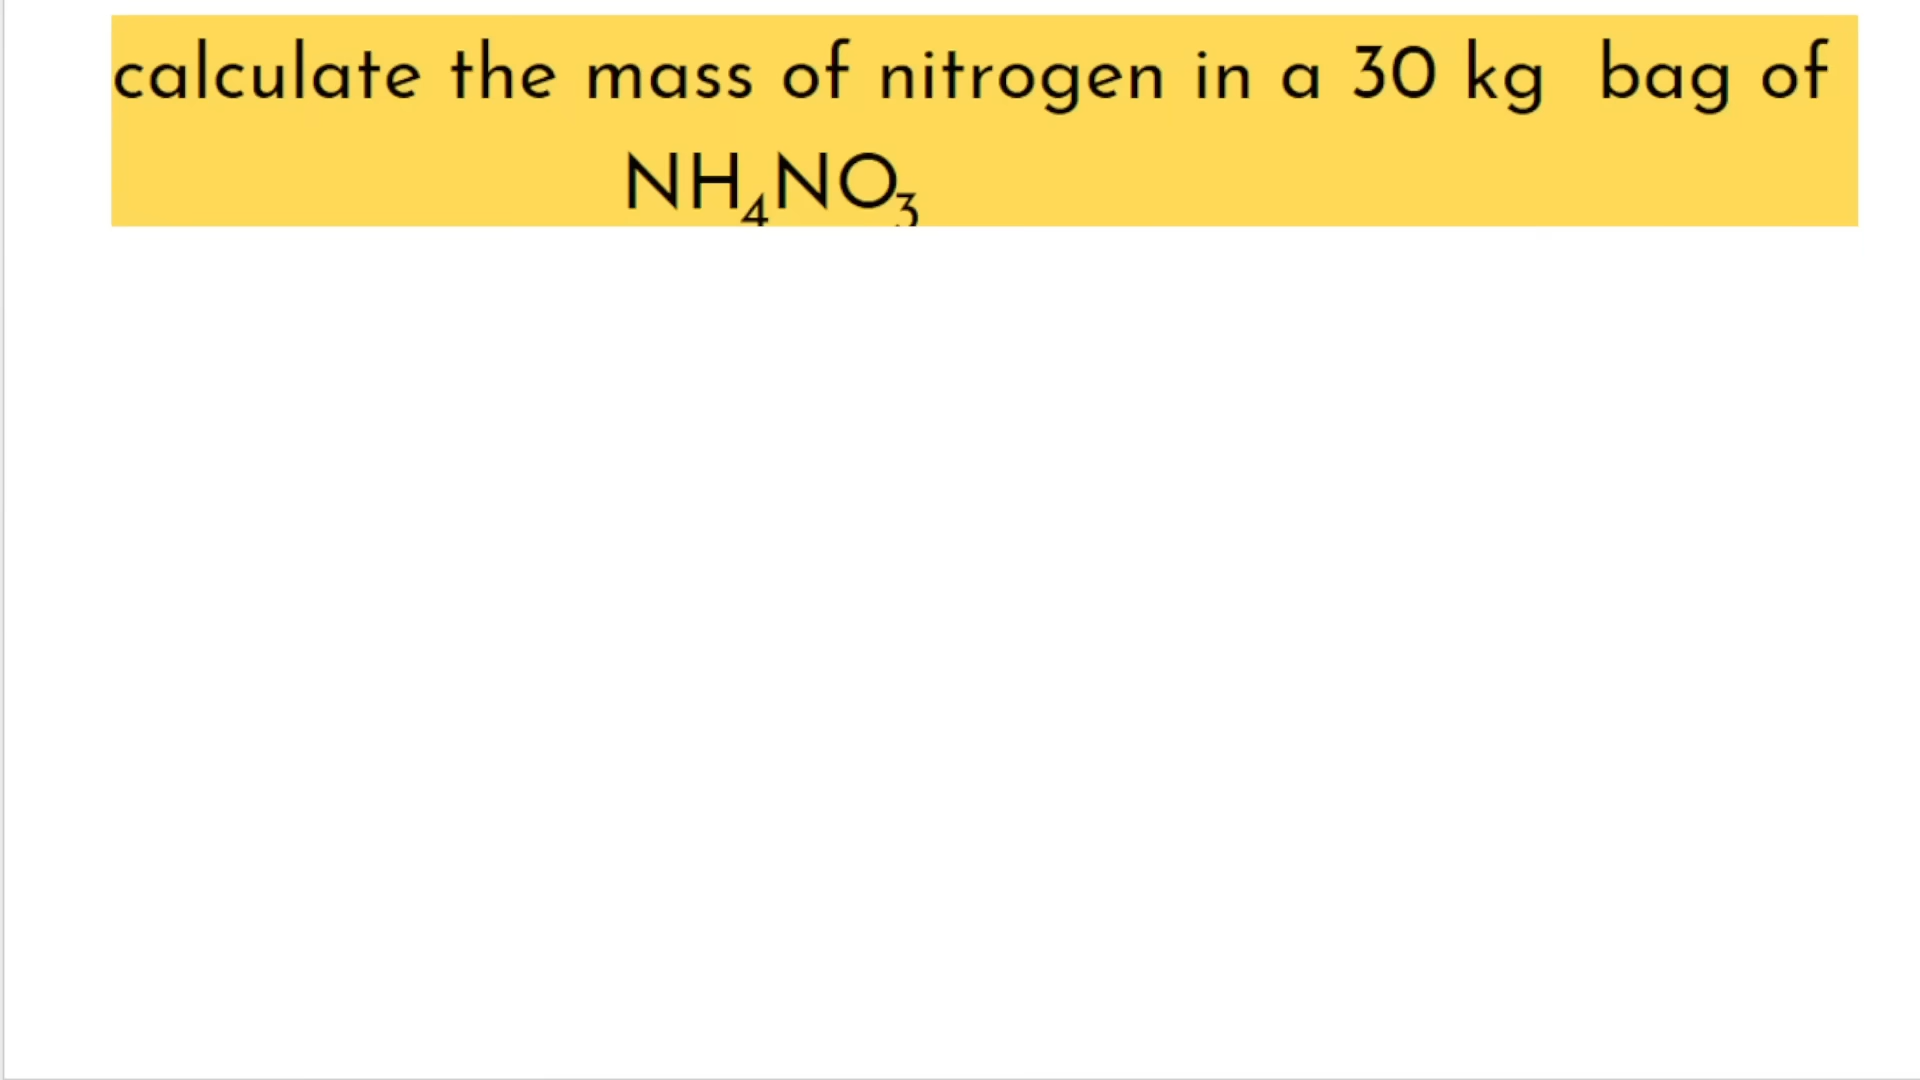 calculate the mass of nitrogen in a 30 kg bag of
NH₄NO₃